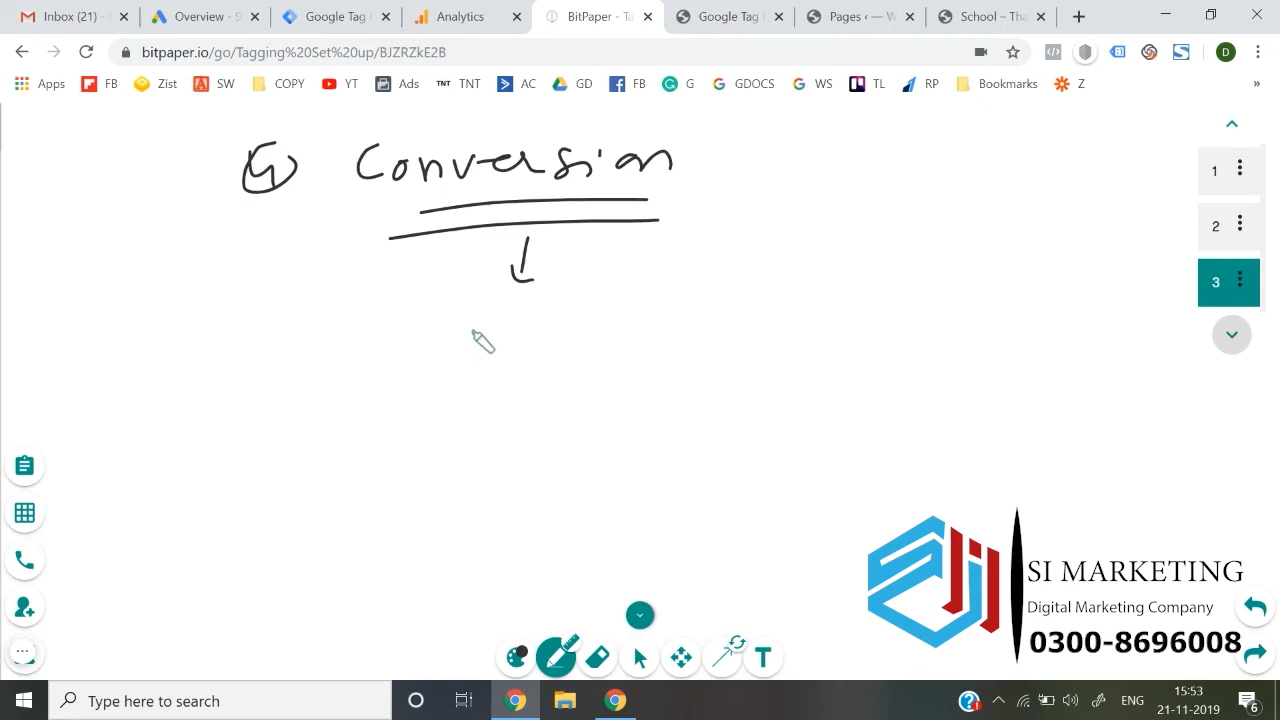 Inbox (21) -
Overview - 9
Google Tag M
Analytics
BitPaper - Ta
Google Tag M
Pages ‹ — W
School – Tha
bitpaper.io/go/Tagging%20Set%20up/BJZRZkE2B
D
Apps
FB
Zist
SW
COPY
YT
Ads
TNT TNT
AC
GD
FB
G
GDOCS
WS
TL
RP
Bookmarks
Z
»
Conversion
1
2
3
T
SI MARKETING
Digital Marketing Company
0300-8696008
Type here to search
ENG
15:53
21-11-2019
6